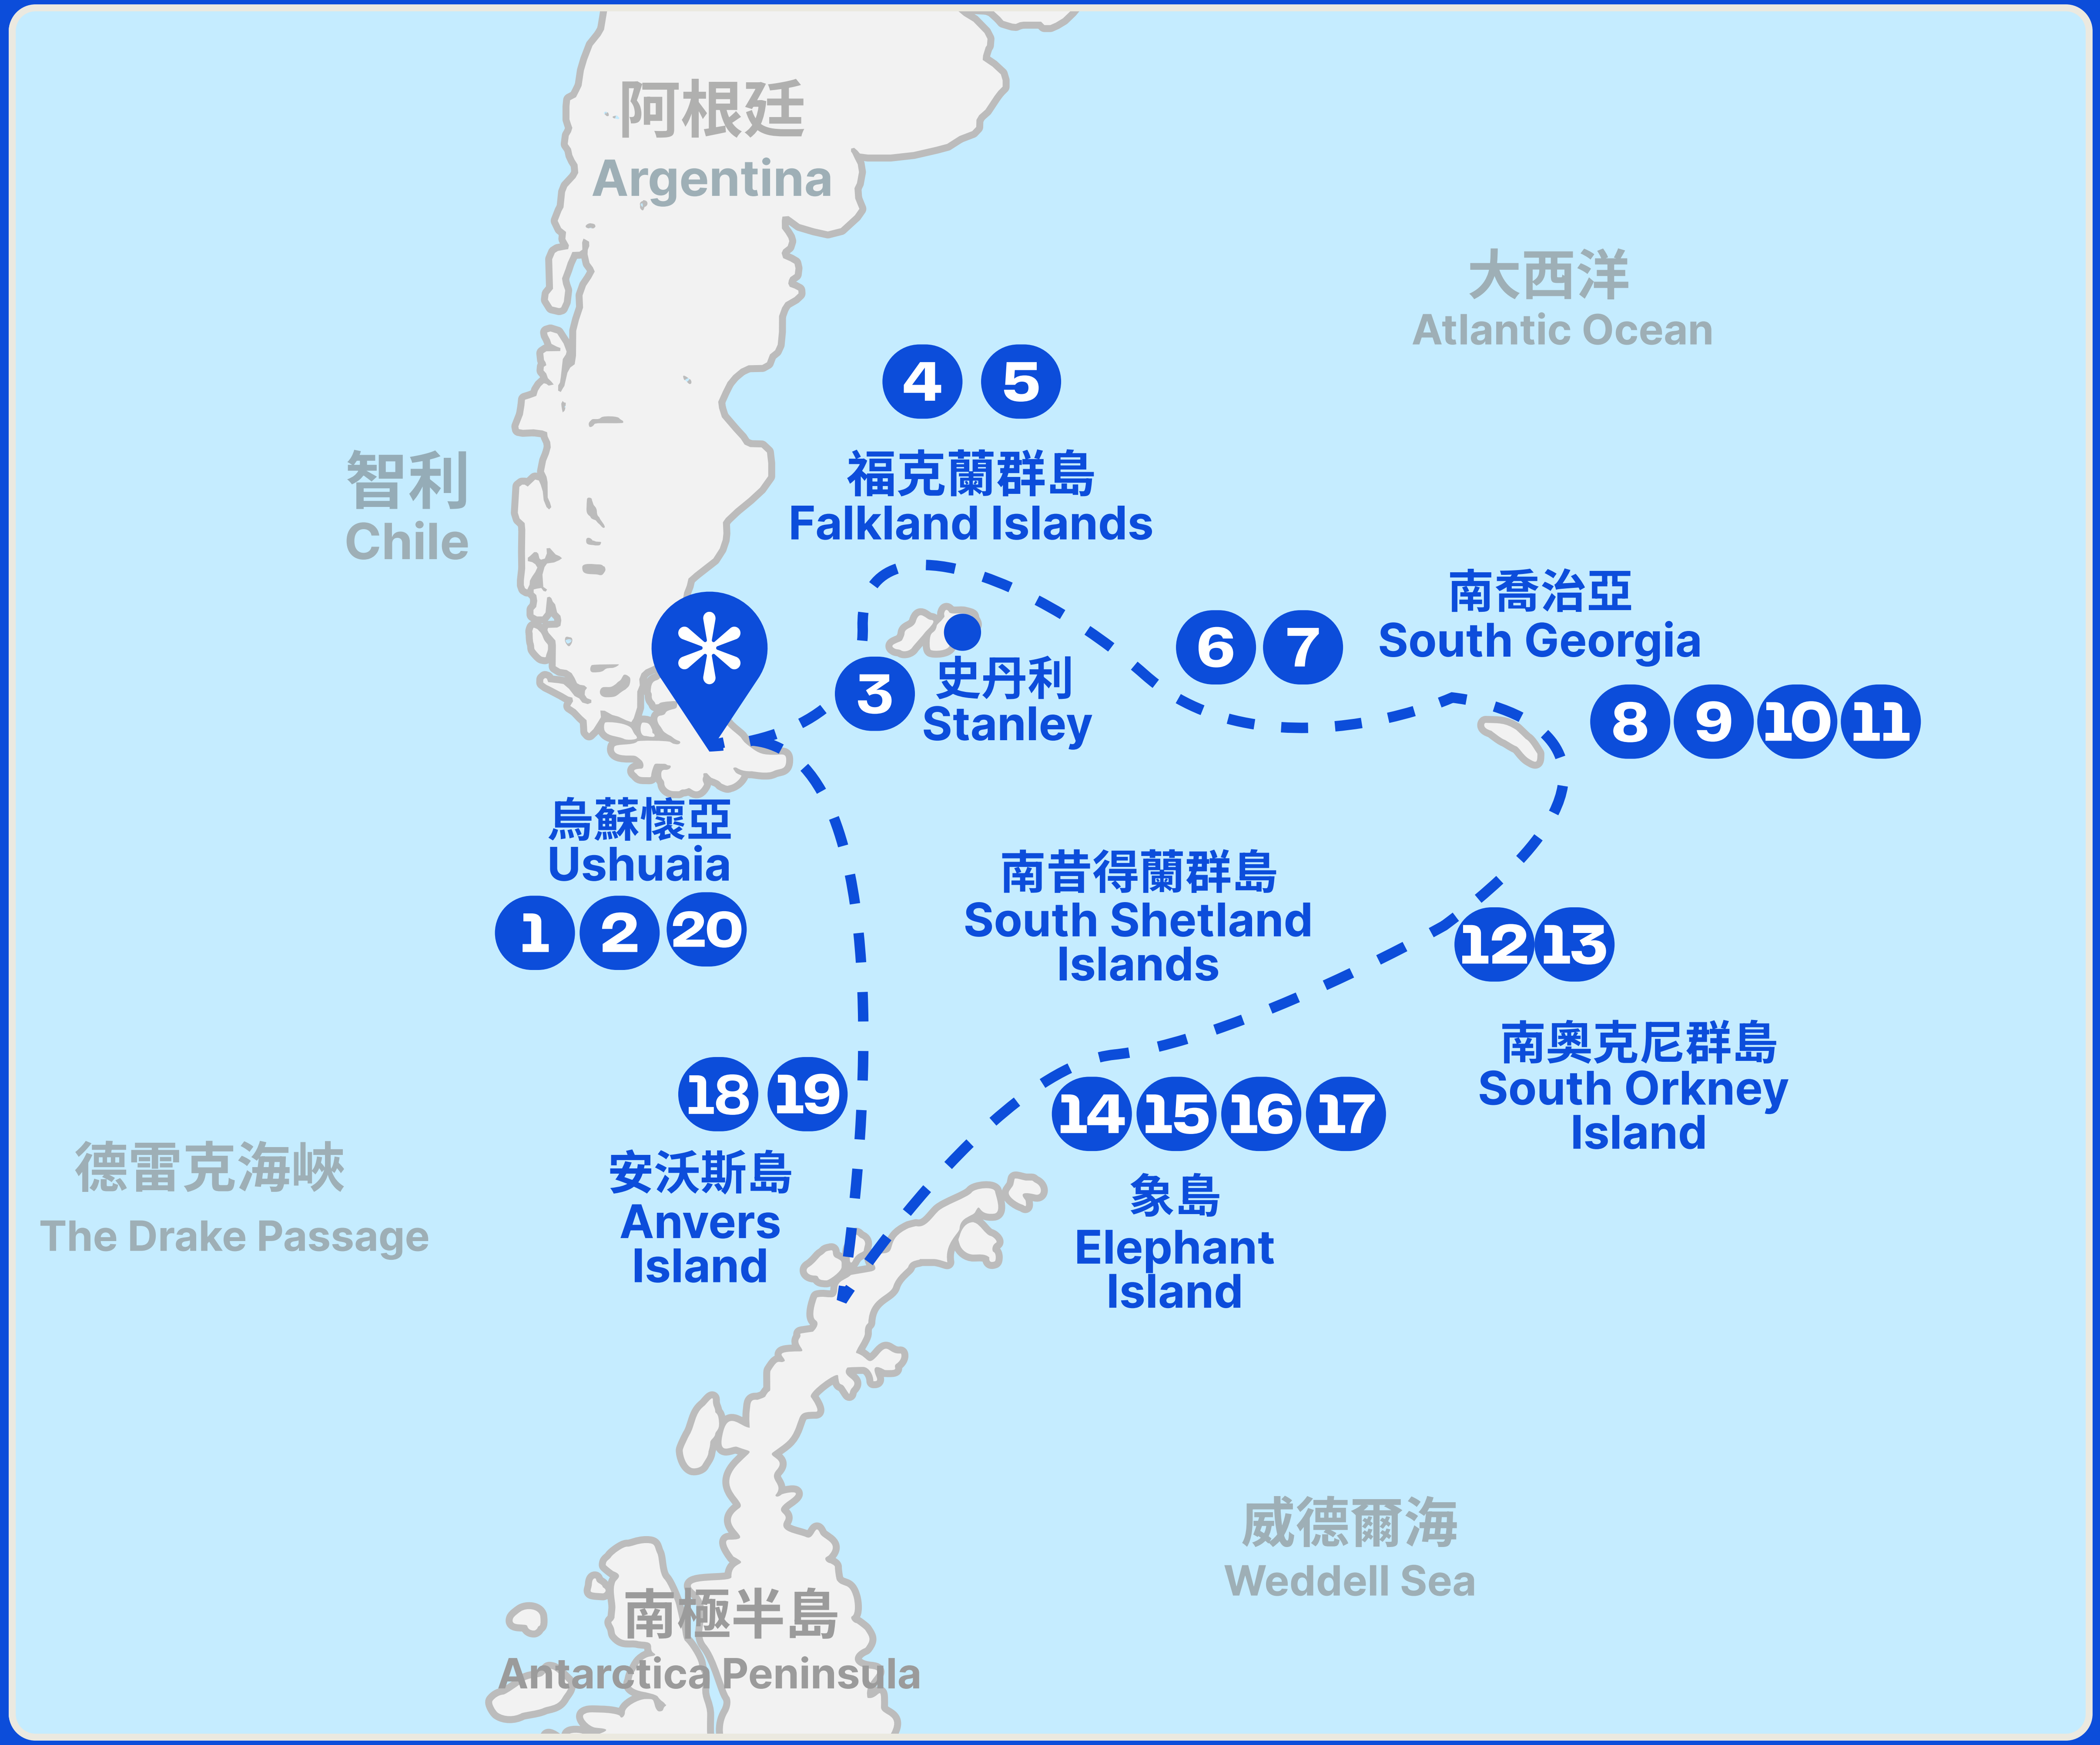 阿根廷
Argentina
大西洋
Atlantic Ocean
4 5
福克蘭群島
Falkland Islands
智利
Chile
南喬治亞
South Georgia
6 7
8 9 10 11
3
史丹利
Stanley
烏蘇懷亞
Ushuaia
1 2 20
南昔得蘭群島
South Shetland
Islands
12 13
南奧克尼群島
South Orkney
Island
18 19
安沃斯島
Anvers
Island
14 15 16 17
象島
Elephant
Island
德雷克海峽
The Drake Passage
威德爾海
Weddell Sea
南極半島
Antarctica Peninsula